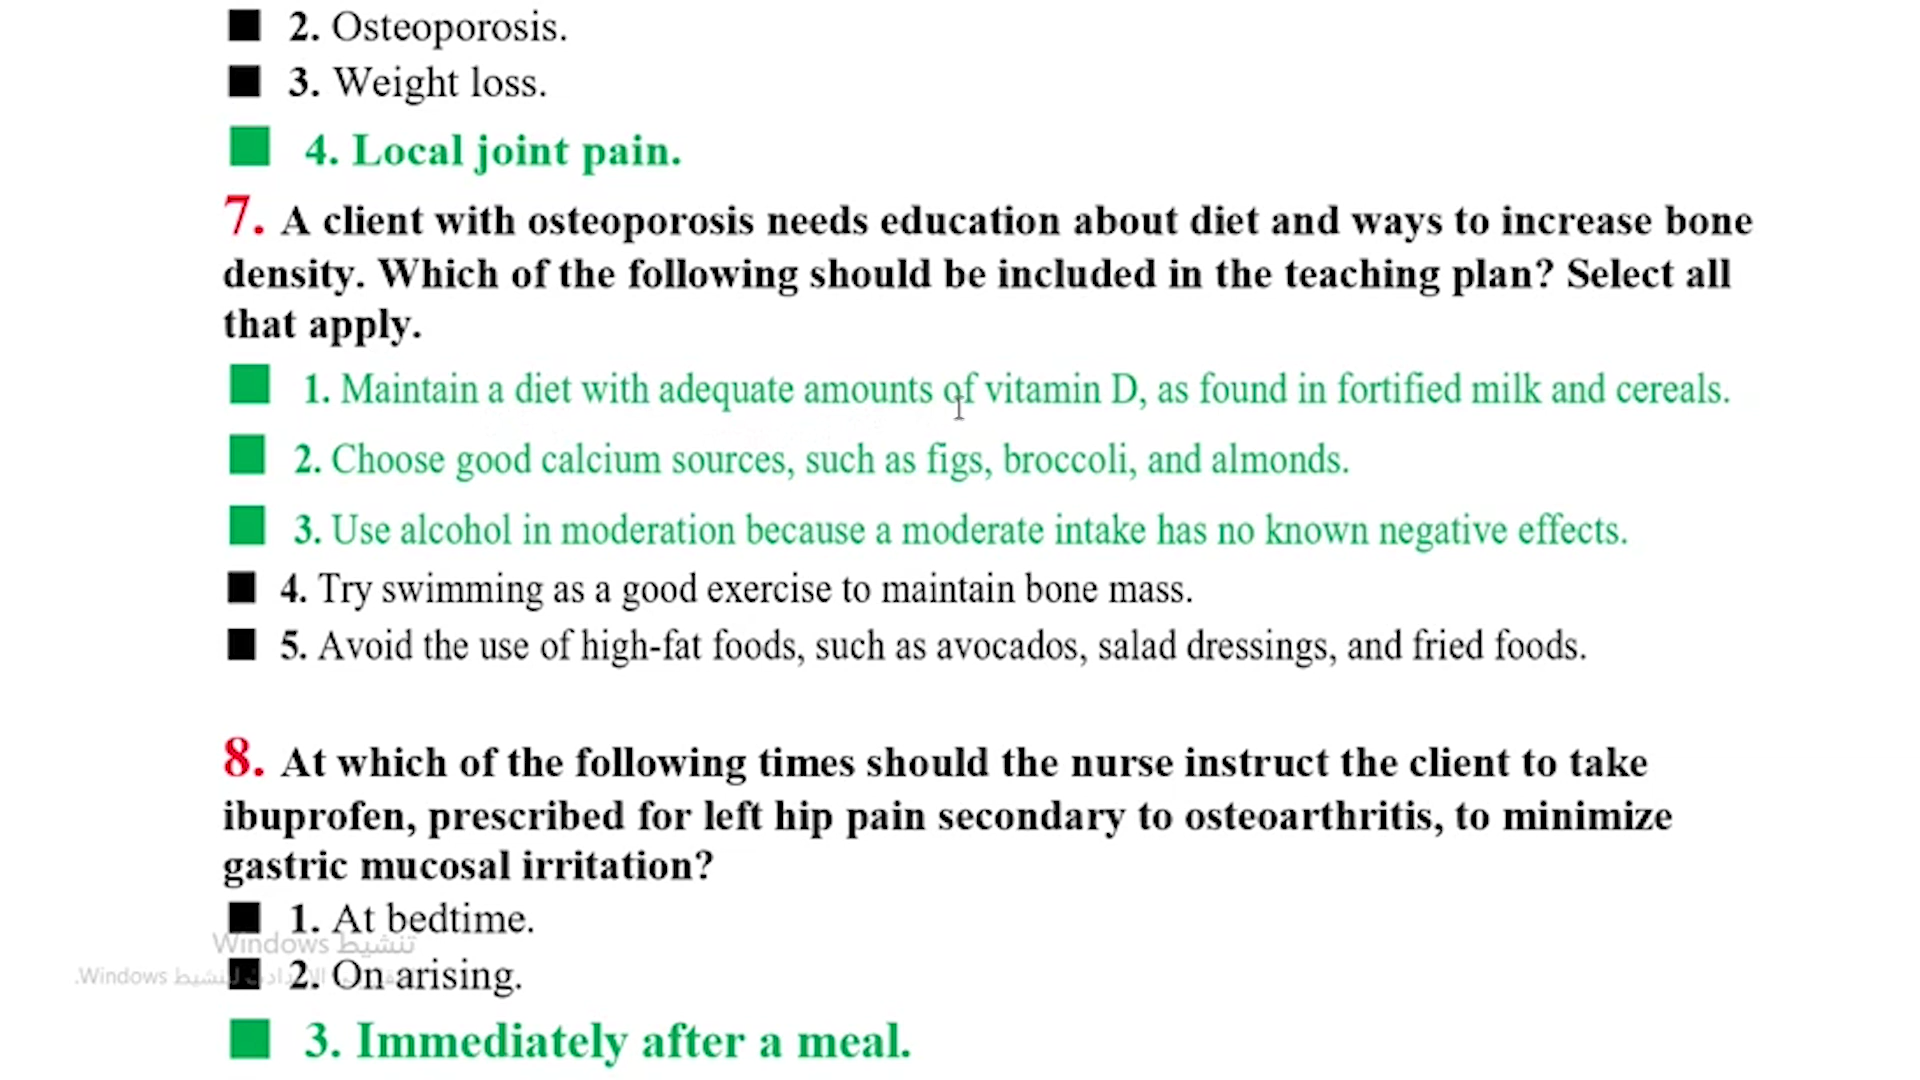 2. Osteoporosis.
3. Weight loss.
4. Local joint pain.
7. A client with osteoporosis needs education about diet and ways to increase bone
density. Which of the following should be included in the teaching plan? Select all
that apply.
1. Maintain a diet with adequate amounts of vitamin D, as found in fortified milk and cereals.
2. Choose good calcium sources, such as figs, broccoli, and almonds.
3. Use alcohol in moderation because a moderate intake has no known negative effects.
4. Try swimming as a good exercise to maintain bone mass.
5. Avoid the use of high-fat foods, such as avocados, salad dressings, and fried foods.
8. At which of the following times should the nurse instruct the client to take
ibuprofen, prescribed for left hip pain secondary to osteoarthritis, to minimize
gastric mucosal irritation?
1. At bedtime.
تنشيط Windows
2. On arising.
لتنشيط Windows.
3. Immediately after a meal.